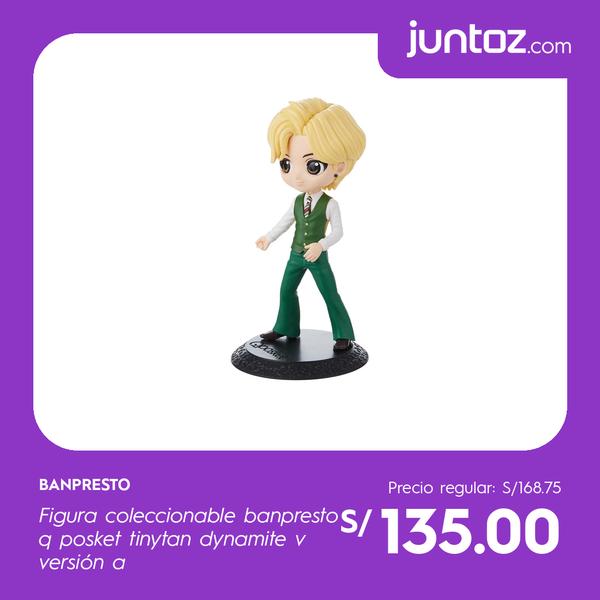 juntoz.com
BANPRESTO
Figura coleccionable banpresto
q posket tinytan dynamite v
versión a
Precio regular: S/168.75
S/135.00